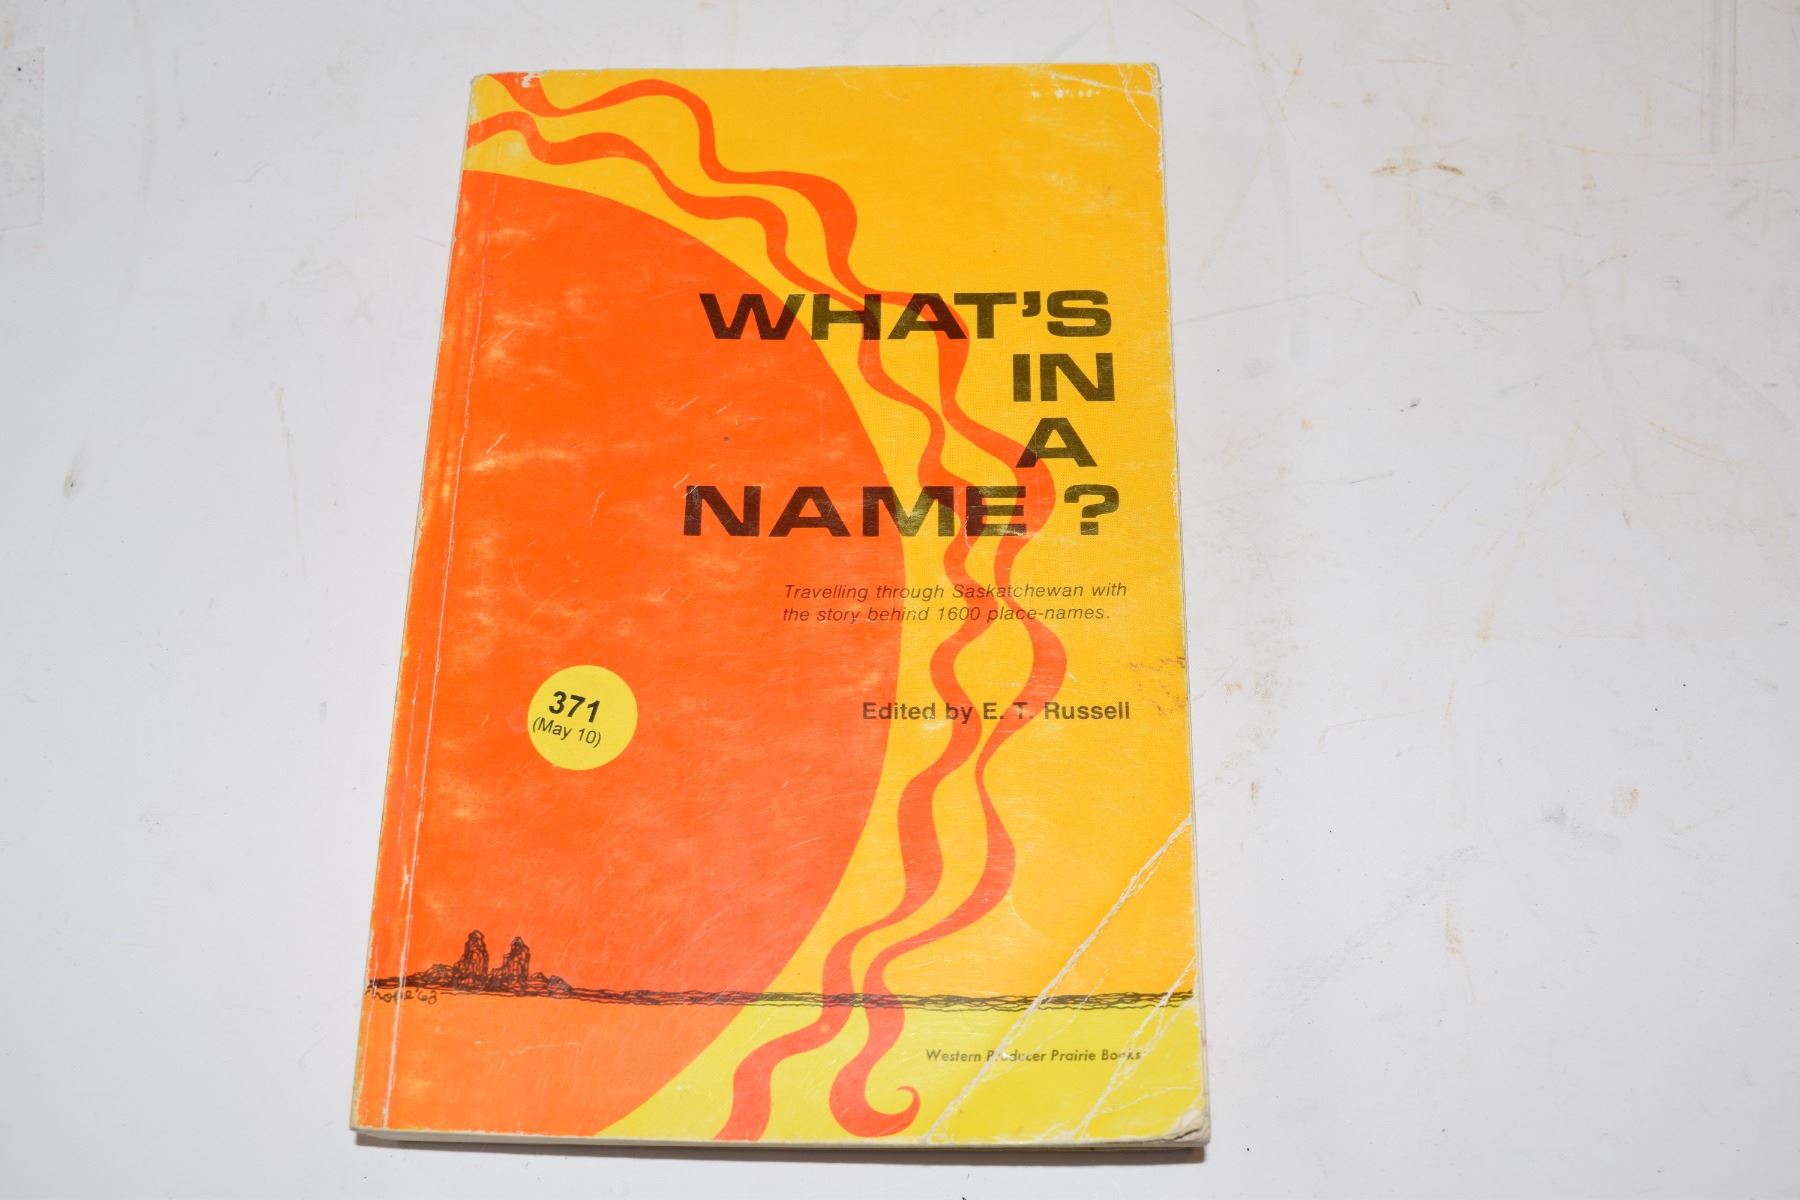 WHAT'S
IN
A
NAME?
Travelling through Saskatchewan with
the story behind 1600 place-names.
371
(May 10)
Edited by E. T. Russell
Western Producer Prairie Books